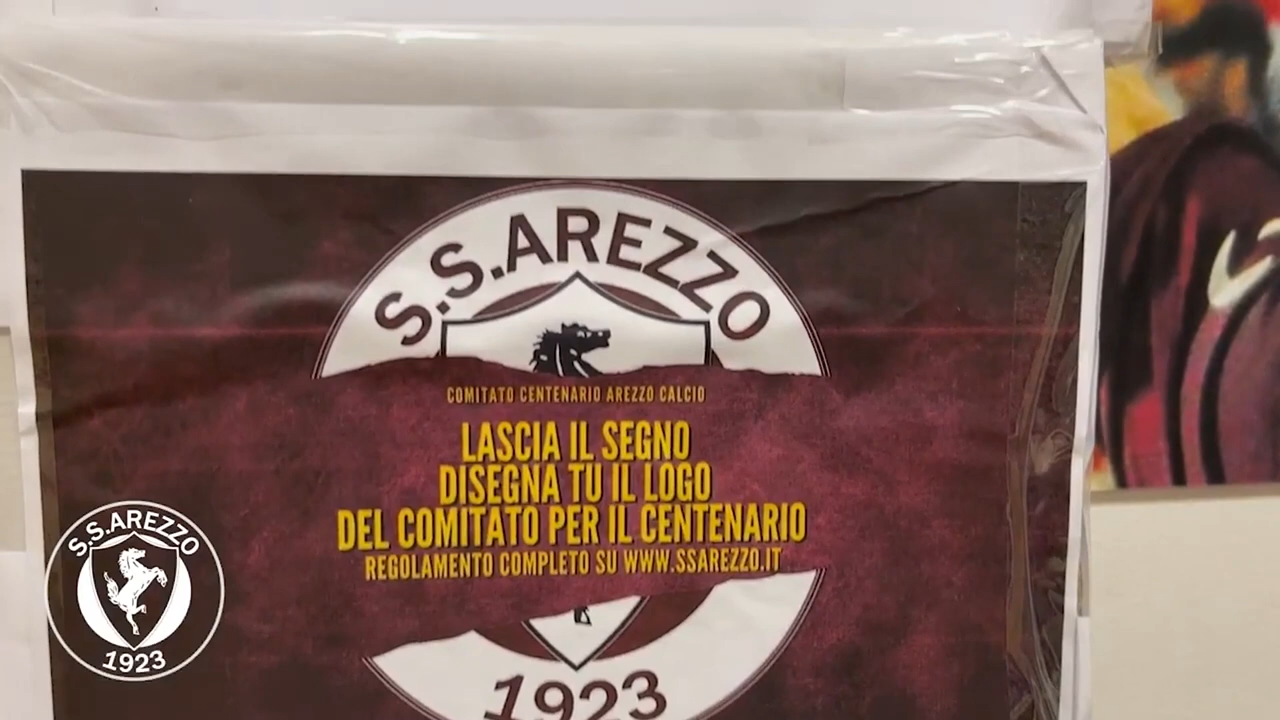 S.S.AREZZO
COMITATO CENTENARIO AREZZO CALCIO
LASCIA IL SEGNO
DISEGNA TU IL LOGO
DEL COMITATO PER IL CENTENARIO
REGOLAMENTO COMPLETO SU WWW.SSAREZZO.IT
1923
S.S.AREZZO
1923